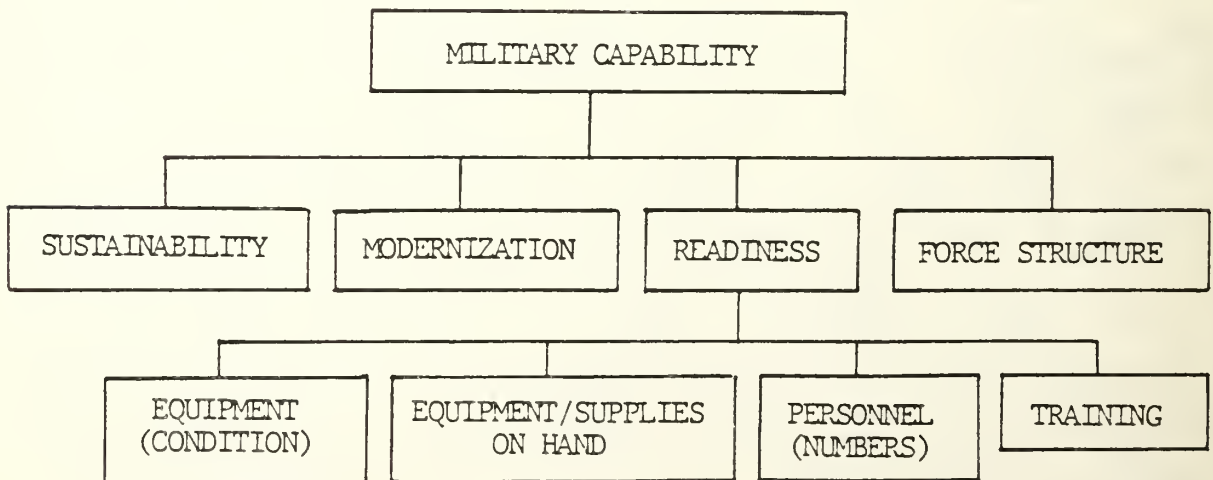 MILITARY CAPABILITY
SUSTAINABILITY
MODERNIZATION
READINESS
FORCE STRUCTURE
EQUIPMENT
(CONDITION)
EQUIPMENT/SUPPLIES
ON HAND
PERSONNEL
(NUMBERS)
TRAINING